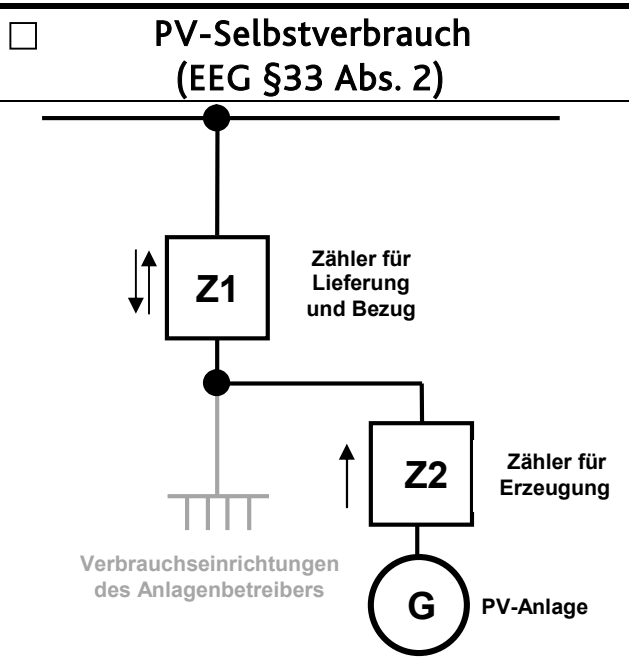 PV-Selbstverbrauch
(EEG §33 Abs. 2)
Z1
Zähler für
Lieferung
und Bezug
Z2
Zähler für
Erzeugung
Verbrauchseinrichtungen
des Anlagenbetreibers
G
PV-Anlage